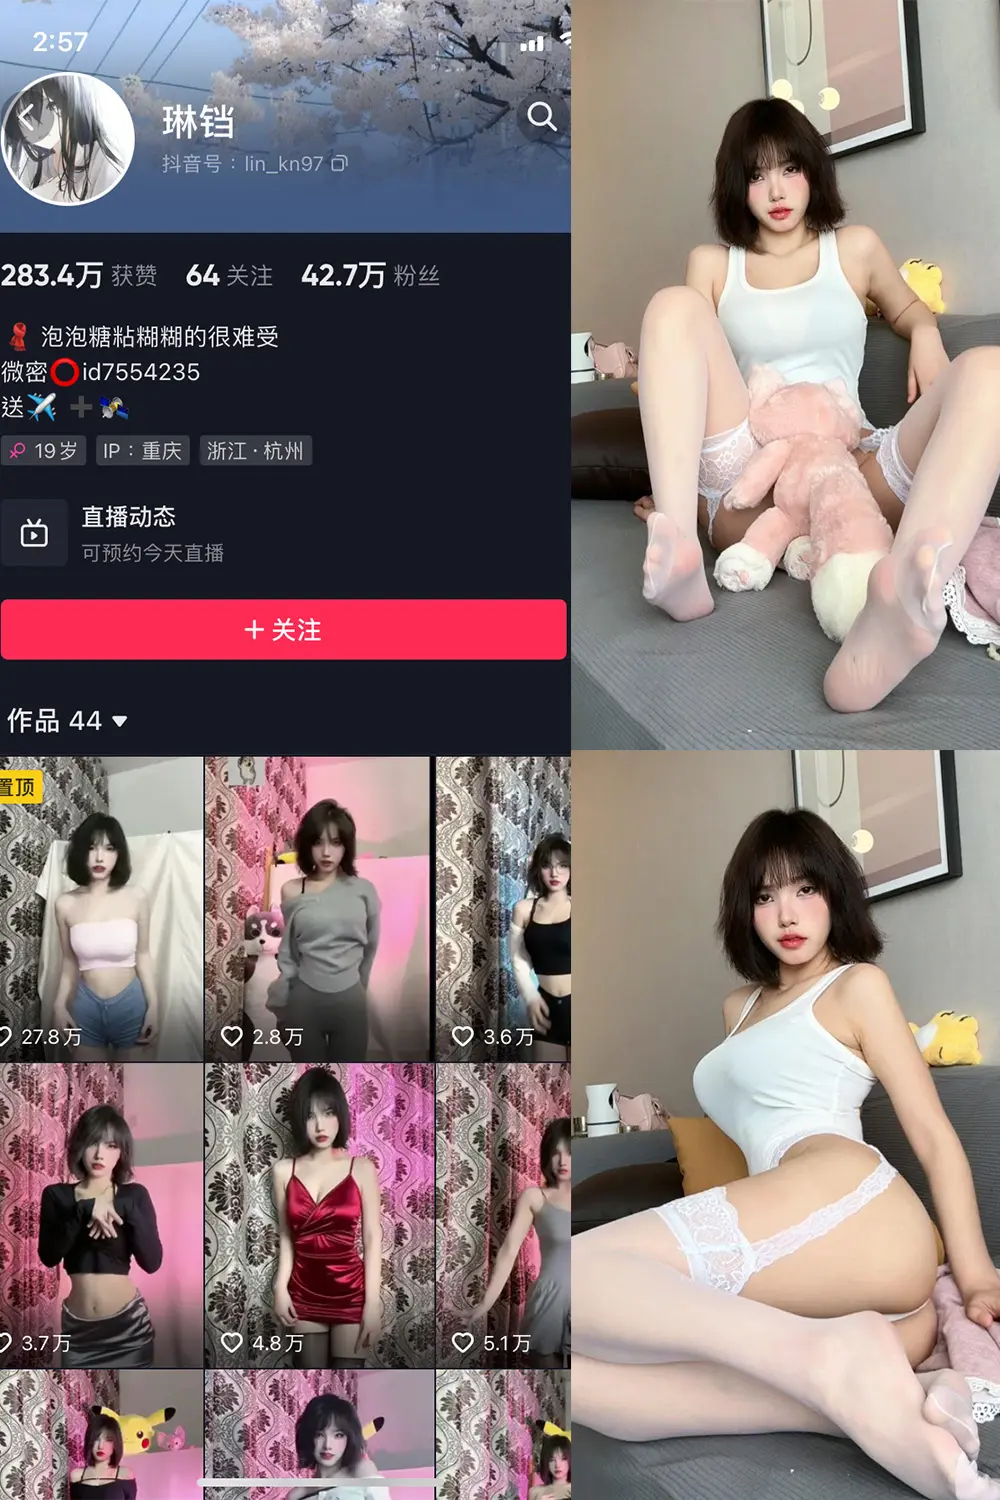 2:57
琳铛
抖音号：lin_kn97
283.4万 获赞 64 关注 42.7万 粉丝
泡泡糖粘糊糊的很难受
微密⭕id7554235
送✈️➕🛰️
19岁 IP：重庆 浙江·杭州
直播动态
可预约今天直播
+ 关注
作品 44
置顶
27.8万 2.8万 3.6万
3.7万 4.8万 5.1万